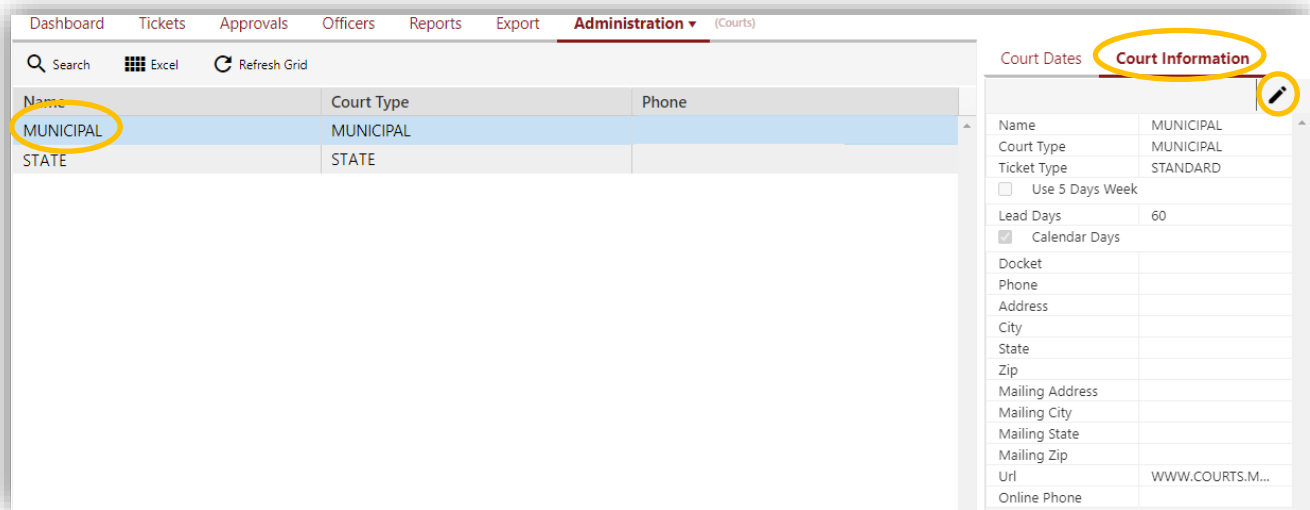 Dashboard Tickets Approvals Officers Reports Export Administration ▾ (Courts)
Search Excel Refresh Grid
Name Court Type Phone
MUNICIPAL MUNICIPAL
STATE STATE
Court Dates Court Information
Name MUNICIPAL
Court Type MUNICIPAL
Ticket Type STANDARD
Use 5 Days Week
Lead Days 60
Calendar Days
Docket
Phone
Address
City
State
Zip
Mailing Address
Mailing City
Mailing State
Mailing Zip
Url WWW.COURTS.M...
Online Phone